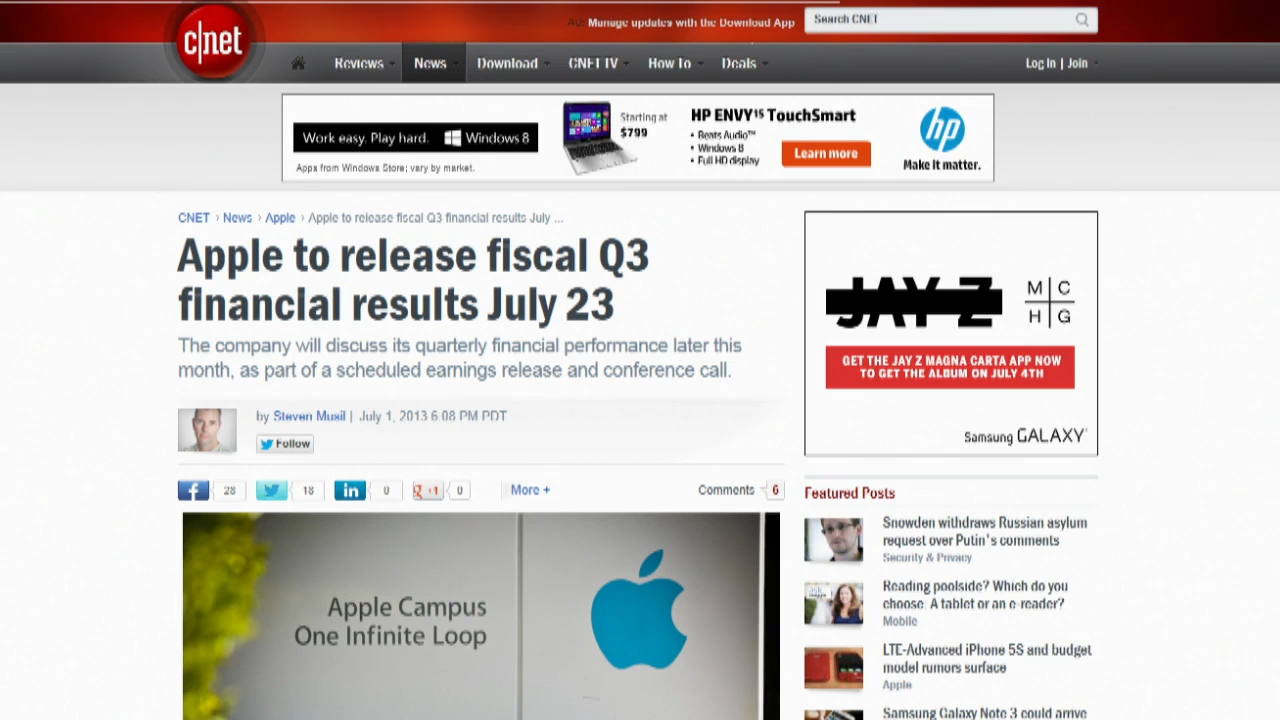 c|net
Manage updates with the Download App
Search CNET
Reviews
News
Download
CNET TV
How To
Deals
Log In | Join
Work easy. Play hard. Windows 8
Apps from Windows Store; vary by market.
Starting at
$799
HP ENVY15 TouchSmart
• Beats Audio™
• Windows 8
• Full HD display
Learn more
hp
Make it matter.
CNET › News › Apple › Apple to release fiscal Q3 financial results July ...
Apple to release fiscal Q3
financial results July 23
The company will discuss its quarterly financial performance later this
month, as part of a scheduled earnings release and conference call.
by Steven Musil | July 1, 2013 6:08 PM PDT
Follow
f 28
18
in 0
g +1 0
More +
Comments 6
Apple Campus
One Infinite Loop
JAY Z
M C
H G
GET THE JAY Z MAGNA CARTA APP NOW
TO GET THE ALBUM ON JULY 4TH
Samsung GALAXY
Featured Posts
Snowden withdraws Russian asylum
request over Putin's comments
Security & Privacy
Reading poolside? Which do you
choose: A tablet or an e-reader?
Mobile
LTE-Advanced iPhone 5S and budget
model rumors surface
Apple
Samsung Galaxy Note 3 could arrive